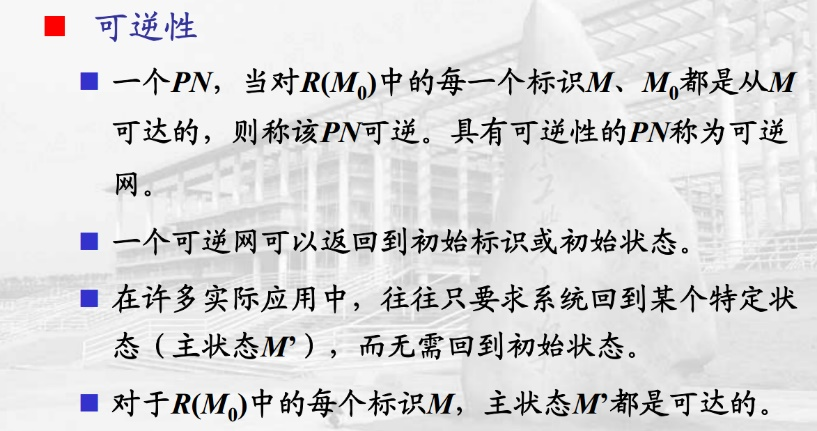 可逆性
一个PN，当对R(M₀)中的每一个标识M、M₀都是从M
可达的，则称该PN可逆。具有可逆性的PN称为可逆
网。
一个可逆网可以返回到初始标识或初始状态。
在许多实际应用中，往往只要求系统回到某个特定状
态（主状态M’），而无需回到初始状态。
对于R(M₀)中的每个标识M，主状态M’都是可达的。